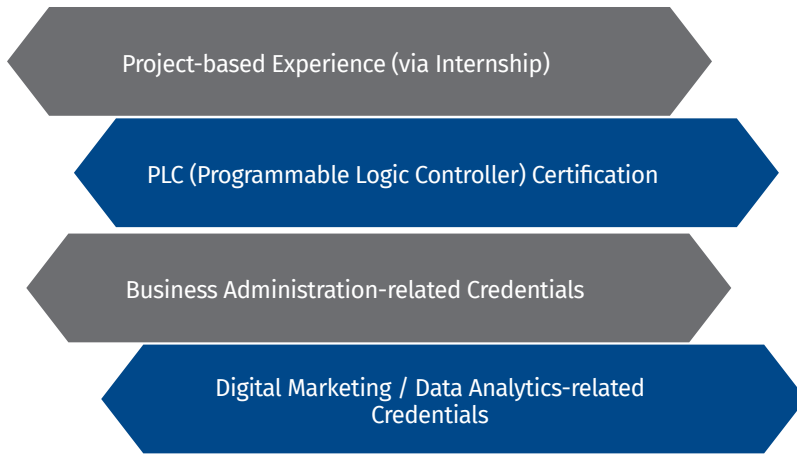 Project-based Experience (via Internship)
PLC (Programmable Logic Controller) Certification
Business Administration-related Credentials
Digital Marketing / Data Analytics-related
Credentials